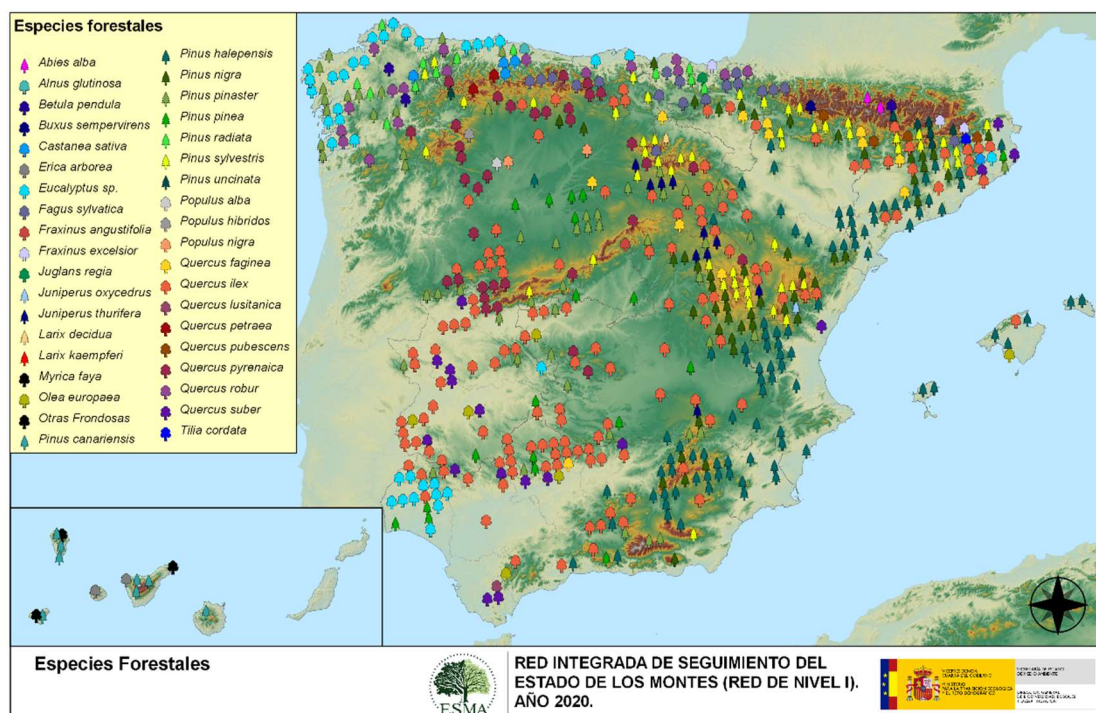 Especies forestales
Abies alba
Alnus glutinosa
Betula pendula
Buxus sempervirens
Castanea sativa
Erica arborea
Eucalyptus sp.
Fagus sylvatica
Fraxinus angustifolia
Fraxinus excelsior
Juglans regia
Juniperus oxycedrus
Juniperus thurifera
Larix decidua
Larix kaempferi
Myrica faya
Olea europaea
Otras Frondosas
Pinus canariensis
Pinus halepensis
Pinus nigra
Pinus pinaster
Pinus pinea
Pinus radiata
Pinus sylvestris
Pinus uncinata
Populus alba
Populus hibridos
Populus nigra
Quercus faginea
Quercus ilex
Quercus lusitanica
Quercus petraea
Quercus pubescens
Quercus pyrenaica
Quercus robur
Quercus suber
Tilia cordata
Especies Forestales
ESMA
RED INTEGRADA DE SEGUIMIENTO DEL
ESTADO DE LOS MONTES (RED DE NIVEL I).
AÑO 2020.